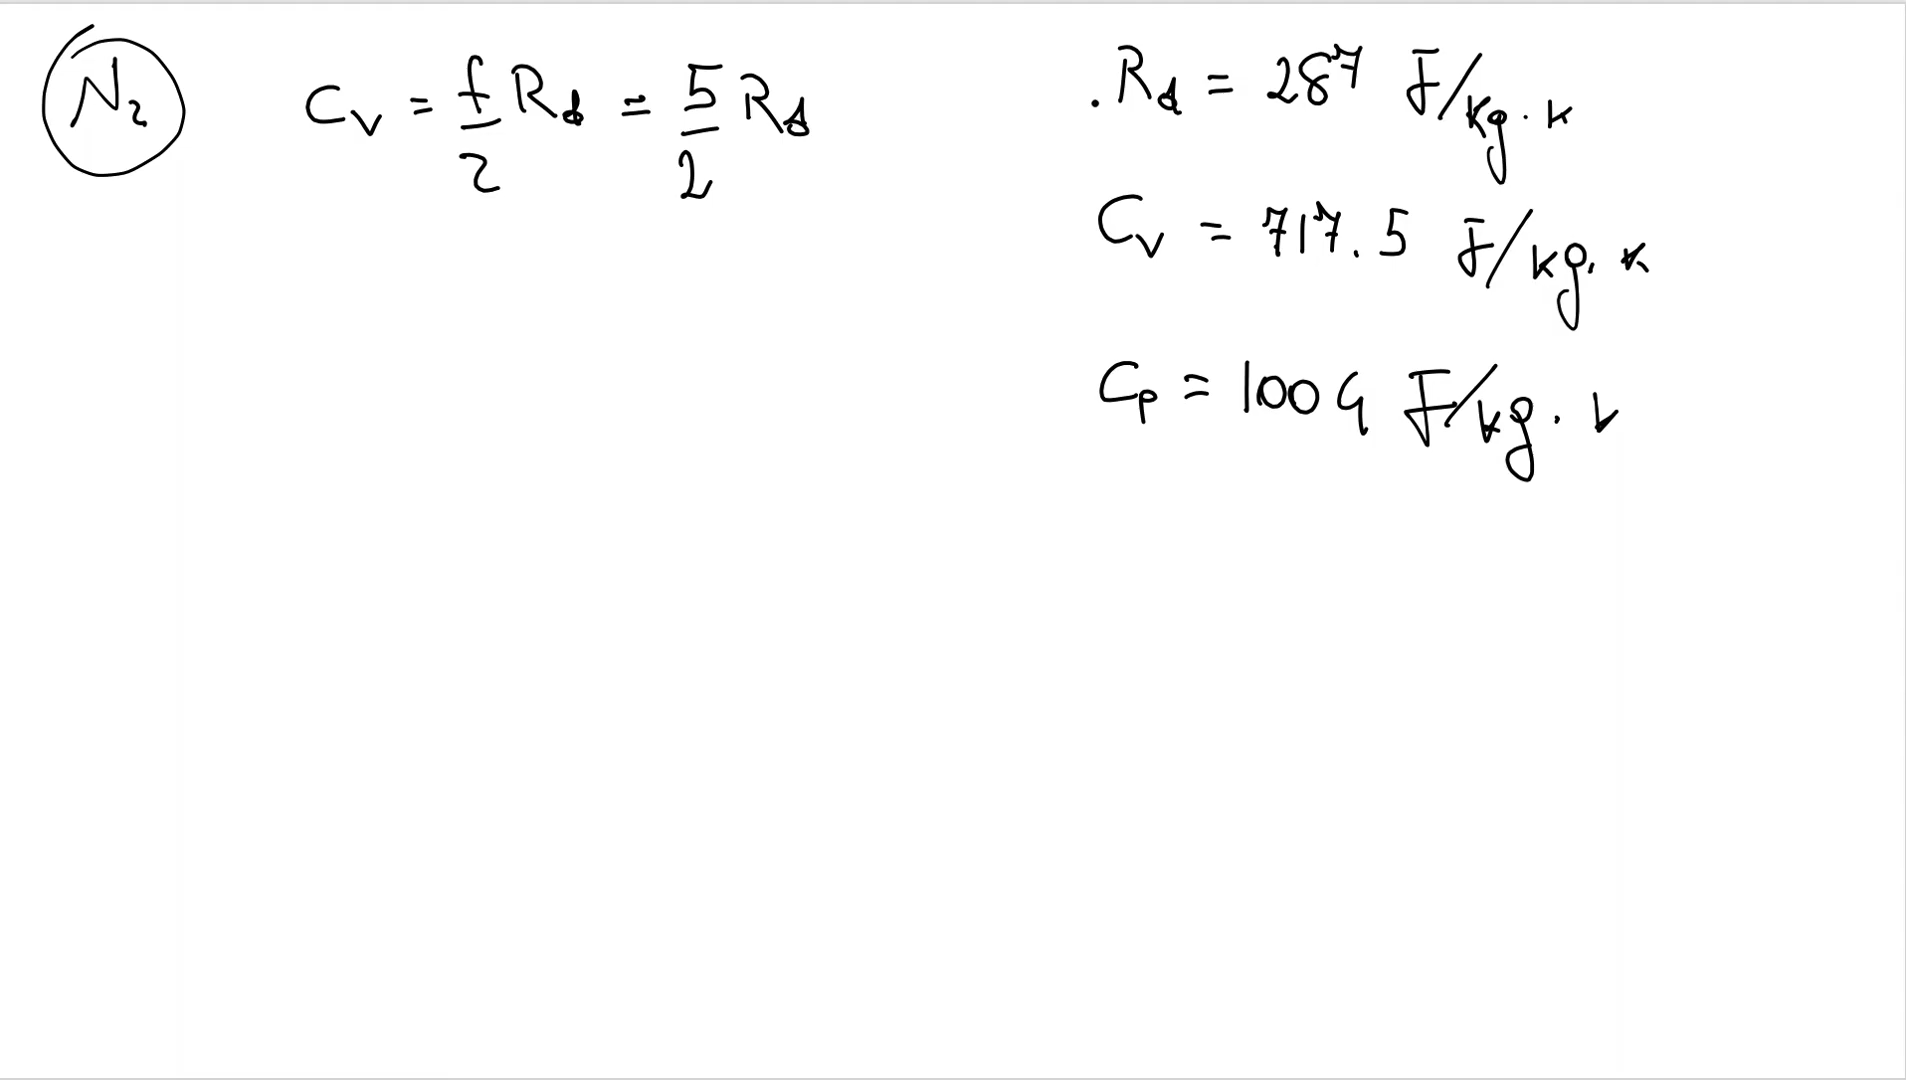 N₂
Cv = f/2 Rd = 5/2 Rd
. Rd = 287 J/kg.K
Cv = 717.5 J/kg.K
Cp = 1004 J/kg.K